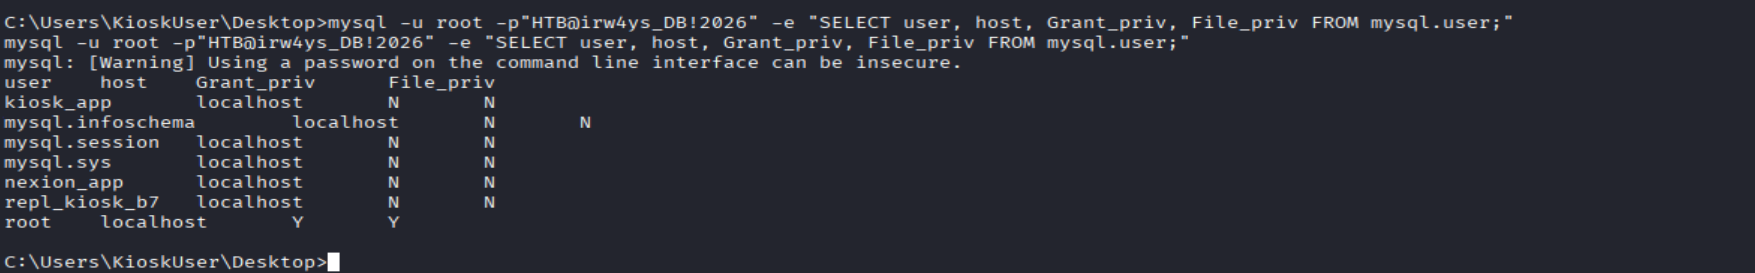 C:\Users\KioskUser\Desktop>mysql -u root -p"HTB@irw4ys_DB!2026" -e "SELECT user, host, Grant_priv, File_priv FROM mysql.user;"
mysql -u root -p"HTB@irw4ys_DB!2026" -e "SELECT user, host, Grant_priv, File_priv FROM mysql.user;"
mysql: [Warning] Using a password on the command line interface can be insecure.
user host Grant_priv File_priv
kiosk_app localhost N N
mysql.infoschema localhost N N
mysql.session localhost N N
mysql.sys localhost N N
nexion_app localhost N N
repl_kiosk_b7 localhost N N
root localhost Y Y
C:\Users\KioskUser\Desktop>